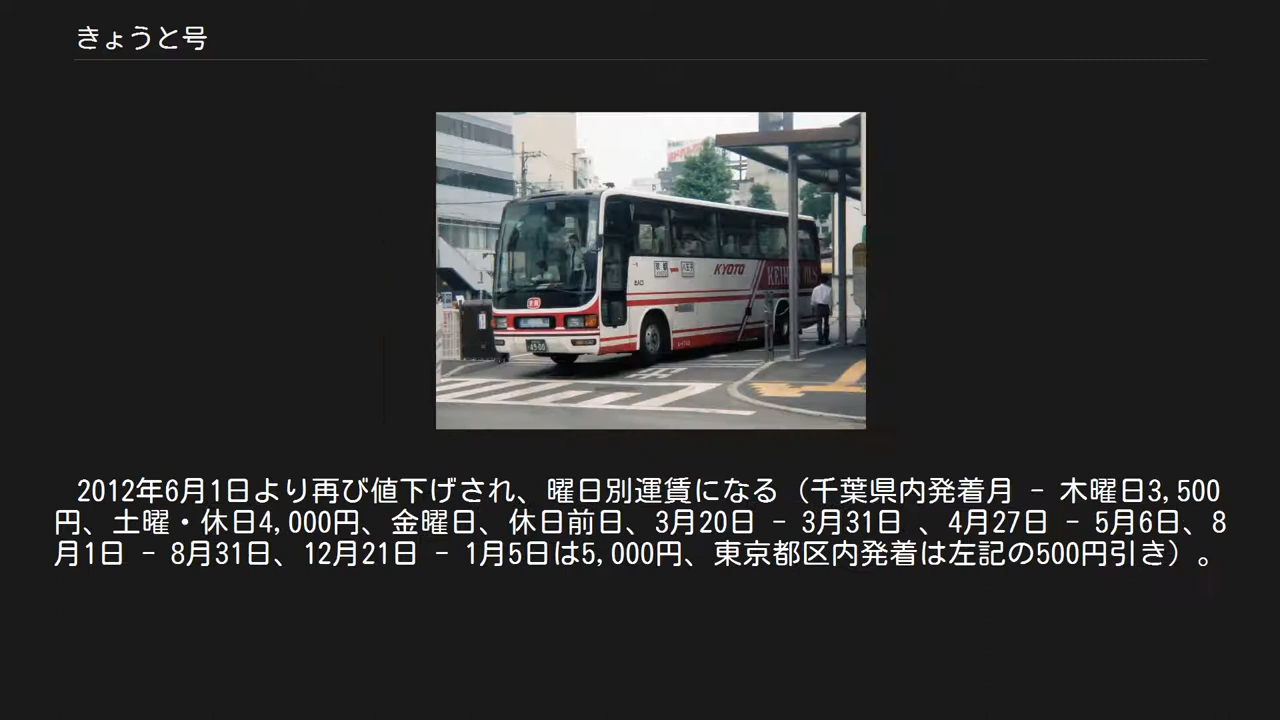 きょうと号
KYOTO
2012年6月1日より再び値下げされ、曜日別運賃になる（千葉県内発着月 - 木曜日3,500
円、土曜・休日4,000円、金曜日、休日前日、3月20日 - 3月31日 、4月27日 - 5月6日、8
月1日 - 8月31日、12月21日 - 1月5日は5,000円、東京都区内発着は左記の500円引き）。